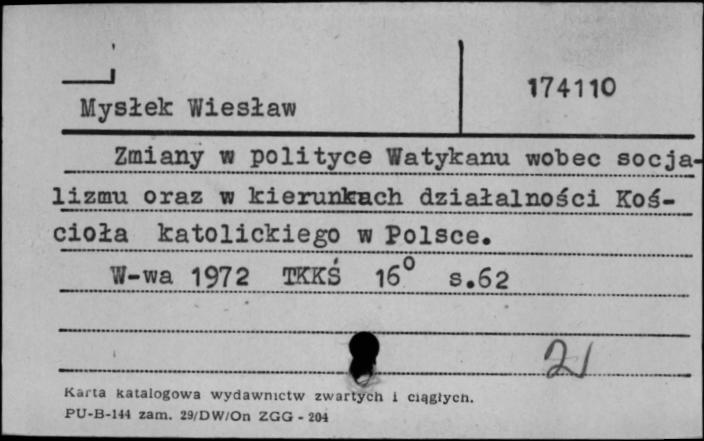 174110
Mysłek Wiesław
Zmiany w polityce Watykanu wobec socja-
lizmu oraz w kierunkach działalności Koś-
cioła katolickiego w Polsce.
W-wa 1972 TKKŚ 16° s.62
21
Karta katalogowa wydawnictw zwartych i ciągłych.
PU-B-144 zam. 29/DW/On ZGG - 204